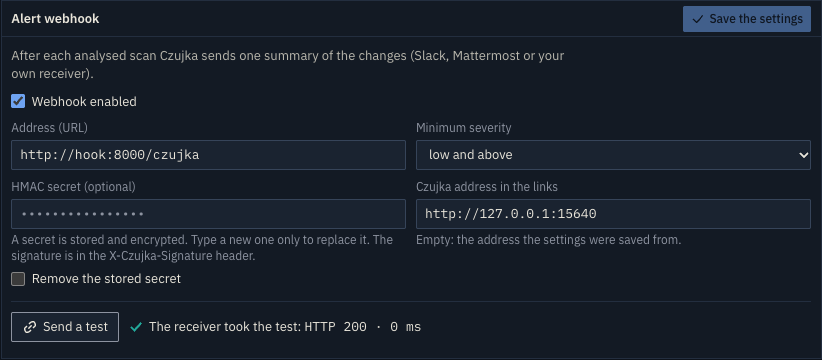 Alert webhook
Save the settings
After each analysed scan Czujka sends one summary of the changes (Slack, Mattermost or your
own receiver).
Webhook enabled
Address (URL)
Minimum severity
http://hook:8000/czujka
low and above
HMAC secret (optional)
Czujka address in the links
••••••••••••••••
http://127.0.0.1:15640
A secret is stored and encrypted. Type a new one only to replace it. The
signature is in the X-Czujka-Signature header.
Empty: the address the settings were saved from.
Remove the stored secret
Send a test
The receiver took the test: HTTP 200 · 0 ms